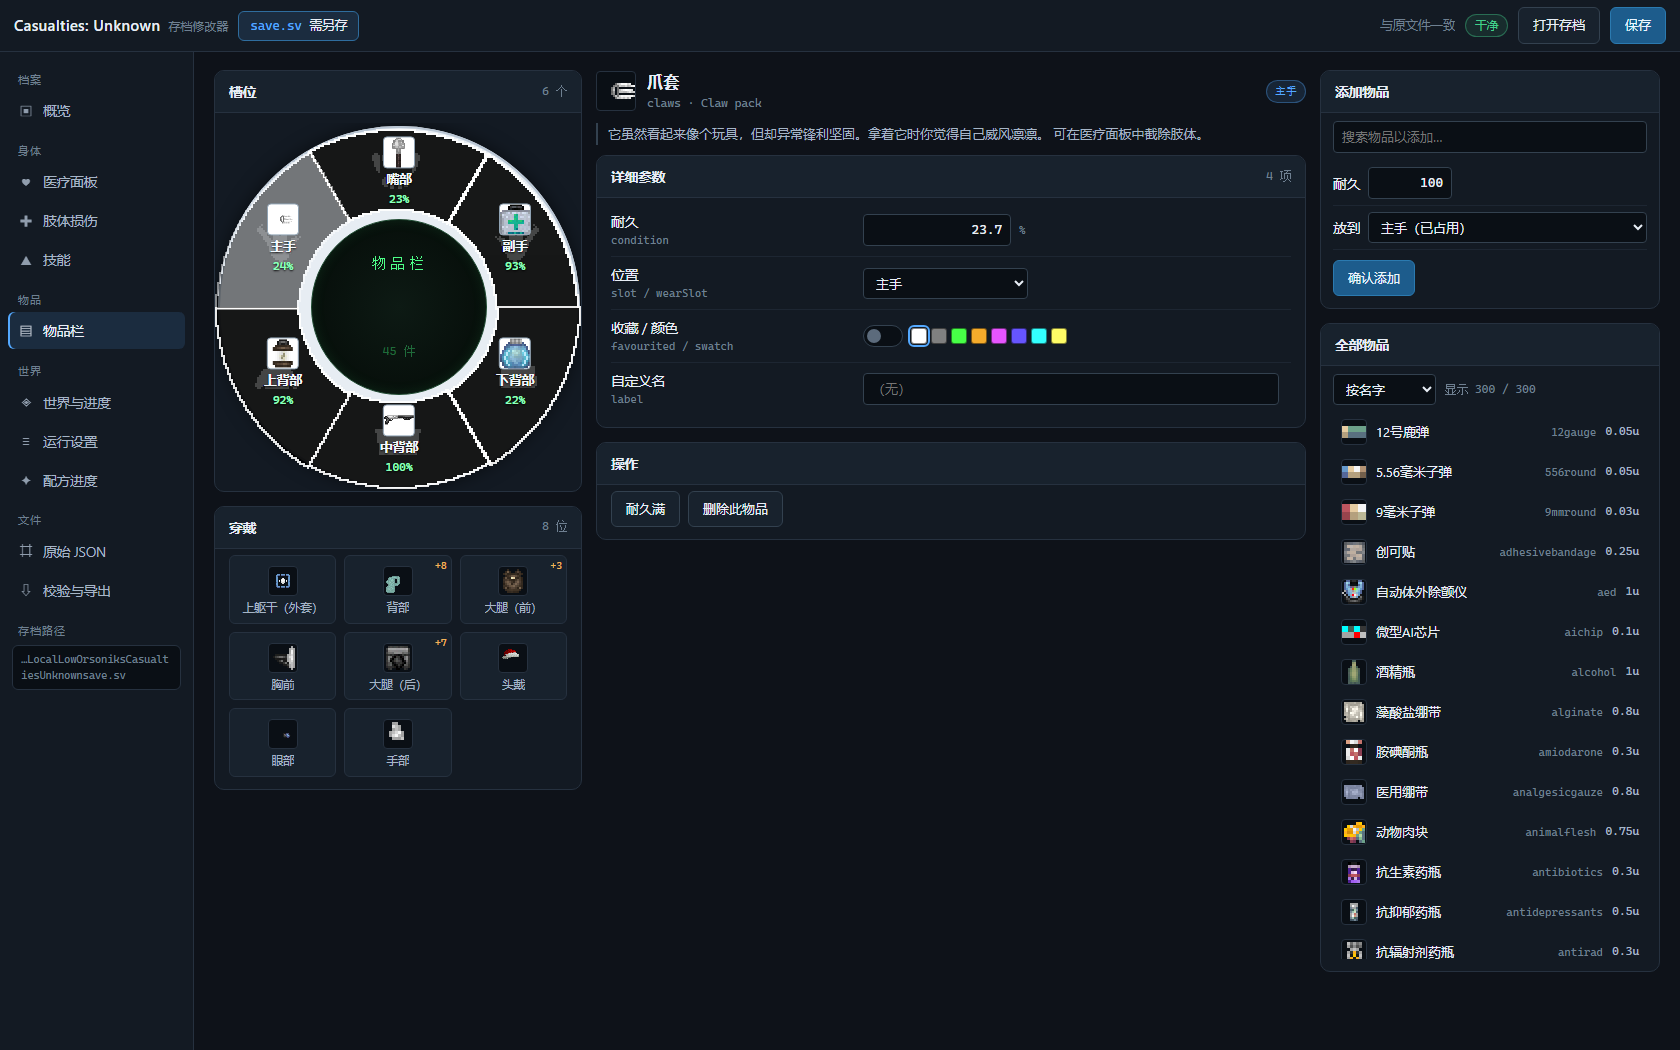 Casualties: Unknown 存档修改器 save.sv 需另存
与原文件一致 干净 打开存档 保存
档案
概览
身体
医疗面板
肢体损伤
技能
物品
物品栏
世界
世界与进度
运行设置
配方进度
文件
原始 JSON
校验与导出
存档路径
…LocalLowOrsoniksCasualt
iesUnknownsave.sv
槽位 6 个
嘴部
23%
主手
24%
副手
93%
物品栏
45 件
上背部
92%
下背部
22%
中背部
100%
穿戴 8 位
上躯干 (外套)
+8
背部
+3
大腿 (前)
胸前
+7
大腿 (后)
头戴
眼部
手部
爪套
claws · Claw pack
主手
它虽然看起来像个玩具，但却异常锋利坚固。拿着它时你觉得自己威风凛凛。 可在医疗面板中截除肢体。
详细参数 4 项
耐久
condition
23.7 %
位置
slot / wearSlot
主手
收藏 / 颜色
favourited / swatch
自定义名
label
(无)
操作
耐久满 删除此物品
添加物品
搜索物品以添加...
耐久 100
放到 主手 (已占用)
确认添加
全部物品
按名字 显示 300 / 300
12号鹿弹 12gauge 0.05u
5.56毫米子弹 556round 0.05u
9毫米子弹 9mmround 0.03u
创可贴 adhesivebandage 0.25u
自动体外除颤仪 aed 1u
微型AI芯片 aichip 0.1u
酒精瓶 alcohol 1u
藻酸盐绷带 alginate 0.8u
胺碘酮瓶 amiodarone 0.3u
医用绷带 analgesicgauze 0.8u
动物肉块 animalflesh 0.75u
抗生素药瓶 antibiotics 0.3u
抗抑郁药瓶 antidepressants 0.5u
抗辐射剂药瓶 antirad 0.3u